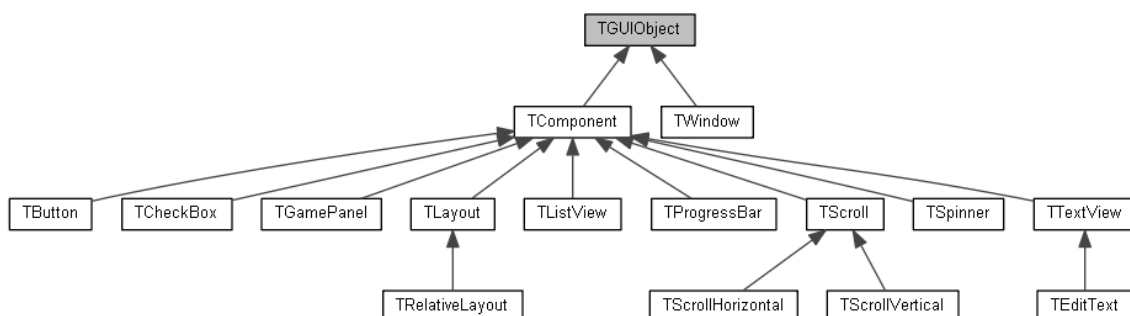 TGUIObject
TComponent
TWindow
TButton
TCheckBox
TGamePanel
TLayout
TListView
TProgressBar
TScroll
TSpinner
TTextView
TRelativeLayout
TScrollHorizontal
TScrollVertical
TEditText